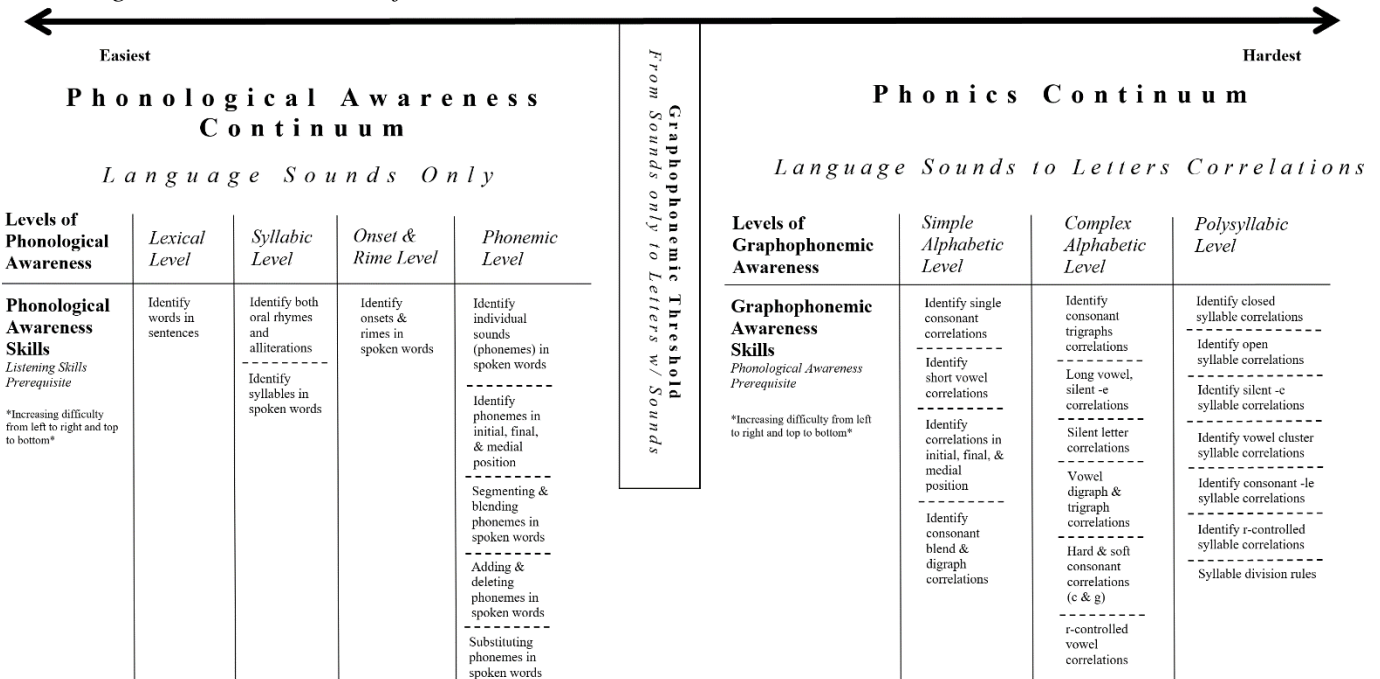 Easiest
Phonological Awareness
Continuum
Language Sounds Only
Levels of
Phonological
Awareness
Lexical
Level
Syllabic
Level
Onset &
Rime Level
Phonemic
Level
Phonological
Awareness
Skills
Listening Skills
Prerequisite
*Increasing difficulty
from left to right and top
to bottom*
Identify
words in
sentences
Identify both
oral rhymes
and
alliterations
Identify
syllables in
spoken words
Identify
onsets &
rimes in
spoken words
Identify
individual
sounds
(phonemes) in
spoken words
Identify
phonemes in
initial, final,
& medial
position
Segmenting &
blending
phonemes in
spoken words
Adding &
deleting
phonemes in
spoken words
Substituting
phonemes in
spoken words
Graphophonemic Threshold
From Sounds only to Letters w/ Sounds
Hardest
Phonics Continuum
Language Sounds to Letters Correlations
Levels of
Graphophonemic
Awareness
Simple
Alphabetic
Level
Complex
Alphabetic
Level
Polysyllabic
Level
Graphophonemic
Awareness
Skills
Phonological Awareness
Prerequisite
*Increasing difficulty from left
to right and top to bottom*
Identify single
consonant
correlations
Identify
short vowel
correlations
Identify
correlations in
initial, final, &
medial
position
Identify
consonant
blend &
digraph
correlations
Identify
consonant
trigraphs
correlations
Long vowel,
silent -e
correlations
Silent letter
correlations
Vowel
digraph &
trigraph
correlations
Hard & soft
consonant
correlations
(c & g)
r-controlled
vowel
correlations
Identify closed
syllable correlations
Identify open
syllable correlations
Identify silent -c
syllable correlations
Identify vowel cluster
syllable correlations
Identify consonant -le
syllable correlations
Identify r-controlled
syllable correlations
Syllable division rules